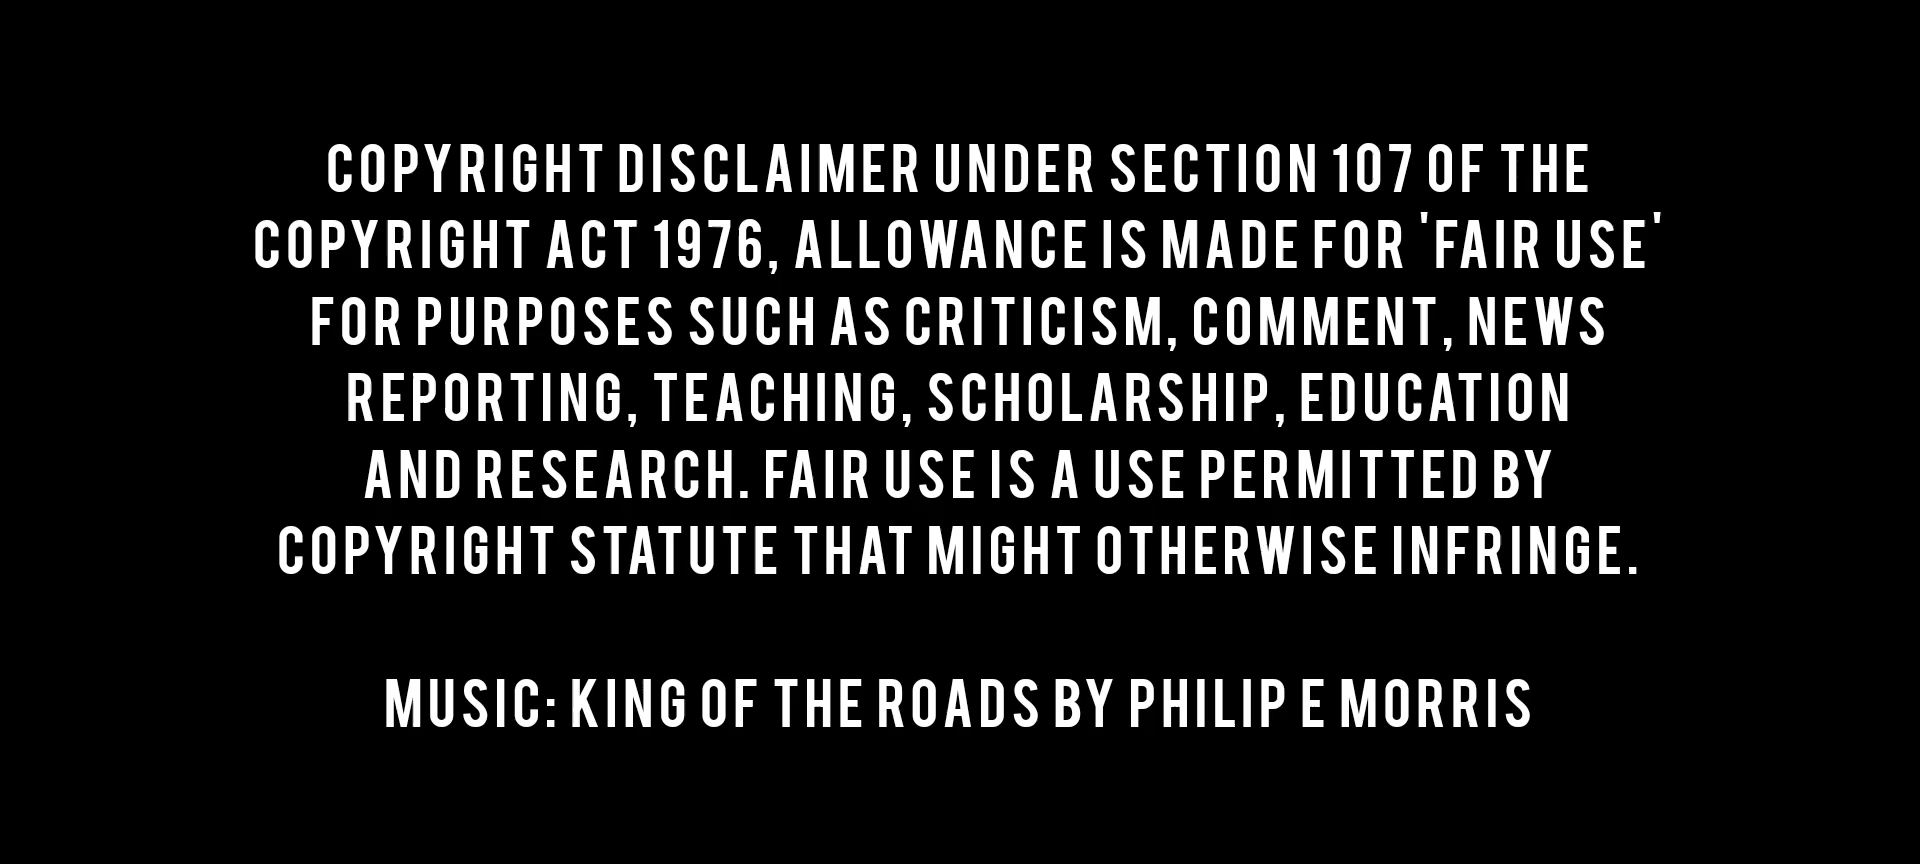 COPYRIGHT DISCLAIMER UNDER SECTION 107 OF THE
COPYRIGHT ACT 1976, ALLOWANCE IS MADE FOR 'FAIR USE'
FOR PURPOSES SUCH AS CRITICISM, COMMENT, NEWS
REPORTING, TEACHING, SCHOLARSHIP, EDUCATION
AND RESEARCH. FAIR USE IS A USE PERMITTED BY
COPYRIGHT STATUTE THAT MIGHT OTHERWISE INFRINGE.
MUSIC: KING OF THE ROADS BY PHILIP E MORRIS